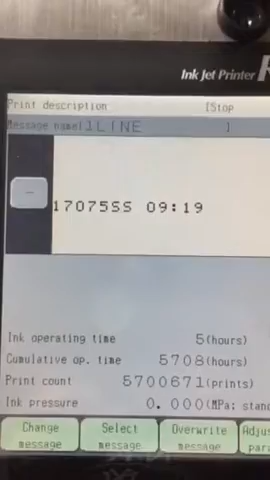 Ink Jet Printer
Print description [Stop
Message name[1LINE ]
17075SS 09:19
Ink operating time 5(hours)
Cumulative op. time 5708(hours)
Print count 5700671(prints)
Ink pressure 0.000(MPa:
Change message
Select message
Overwrite message